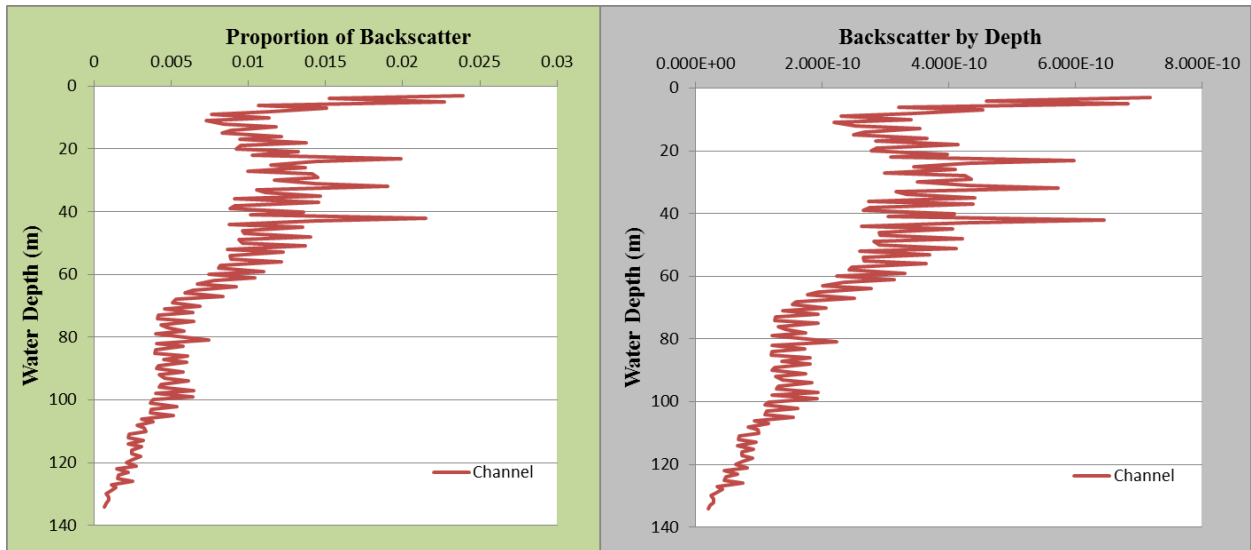 Proportion of Backscatter
0 0.005 0.01 0.015 0.02 0.025 0.03
0
20
40
60
80
100
120
140
Water Depth (m)
Channel
Backscatter by Depth
0.000E+00 2.000E-10 4.000E-10 6.000E-10 8.000E-10
0
20
40
60
80
100
120
140
Water Depth (m)
Channel